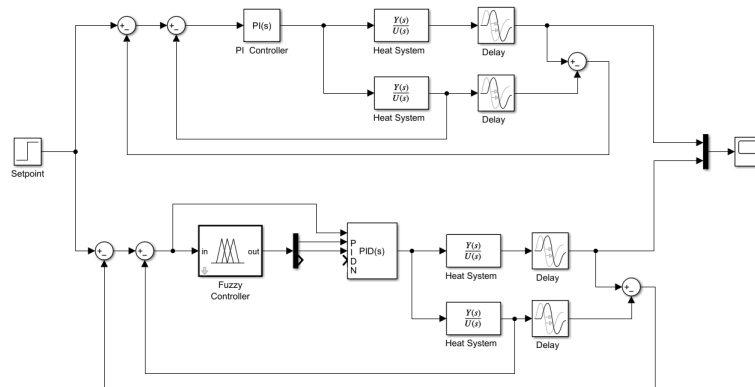 +
−
+
−
PI(s)
PI Controller
Y(s)
U(s)
Heat System
Delay
+
−
Y(s)
U(s)
Heat System
Delay
Setpoint
+
−
+
−
in
out
Fuzzy
Controller
P
I
D
N
PID(s)
Y(s)
U(s)
Heat System
Delay
+
−
Y(s)
U(s)
Heat System
Delay